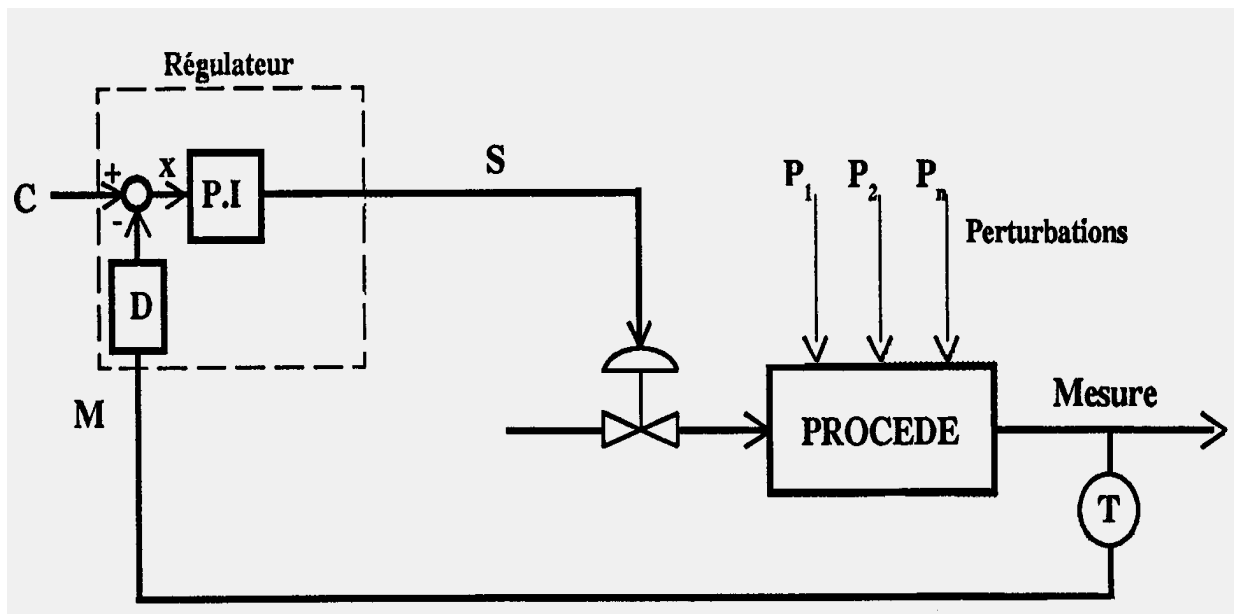 Régulateur
C
+
x
P.I
S
-
D
M
P1 P2 Pn
Perturbations
PROCEDE
Mesure
T